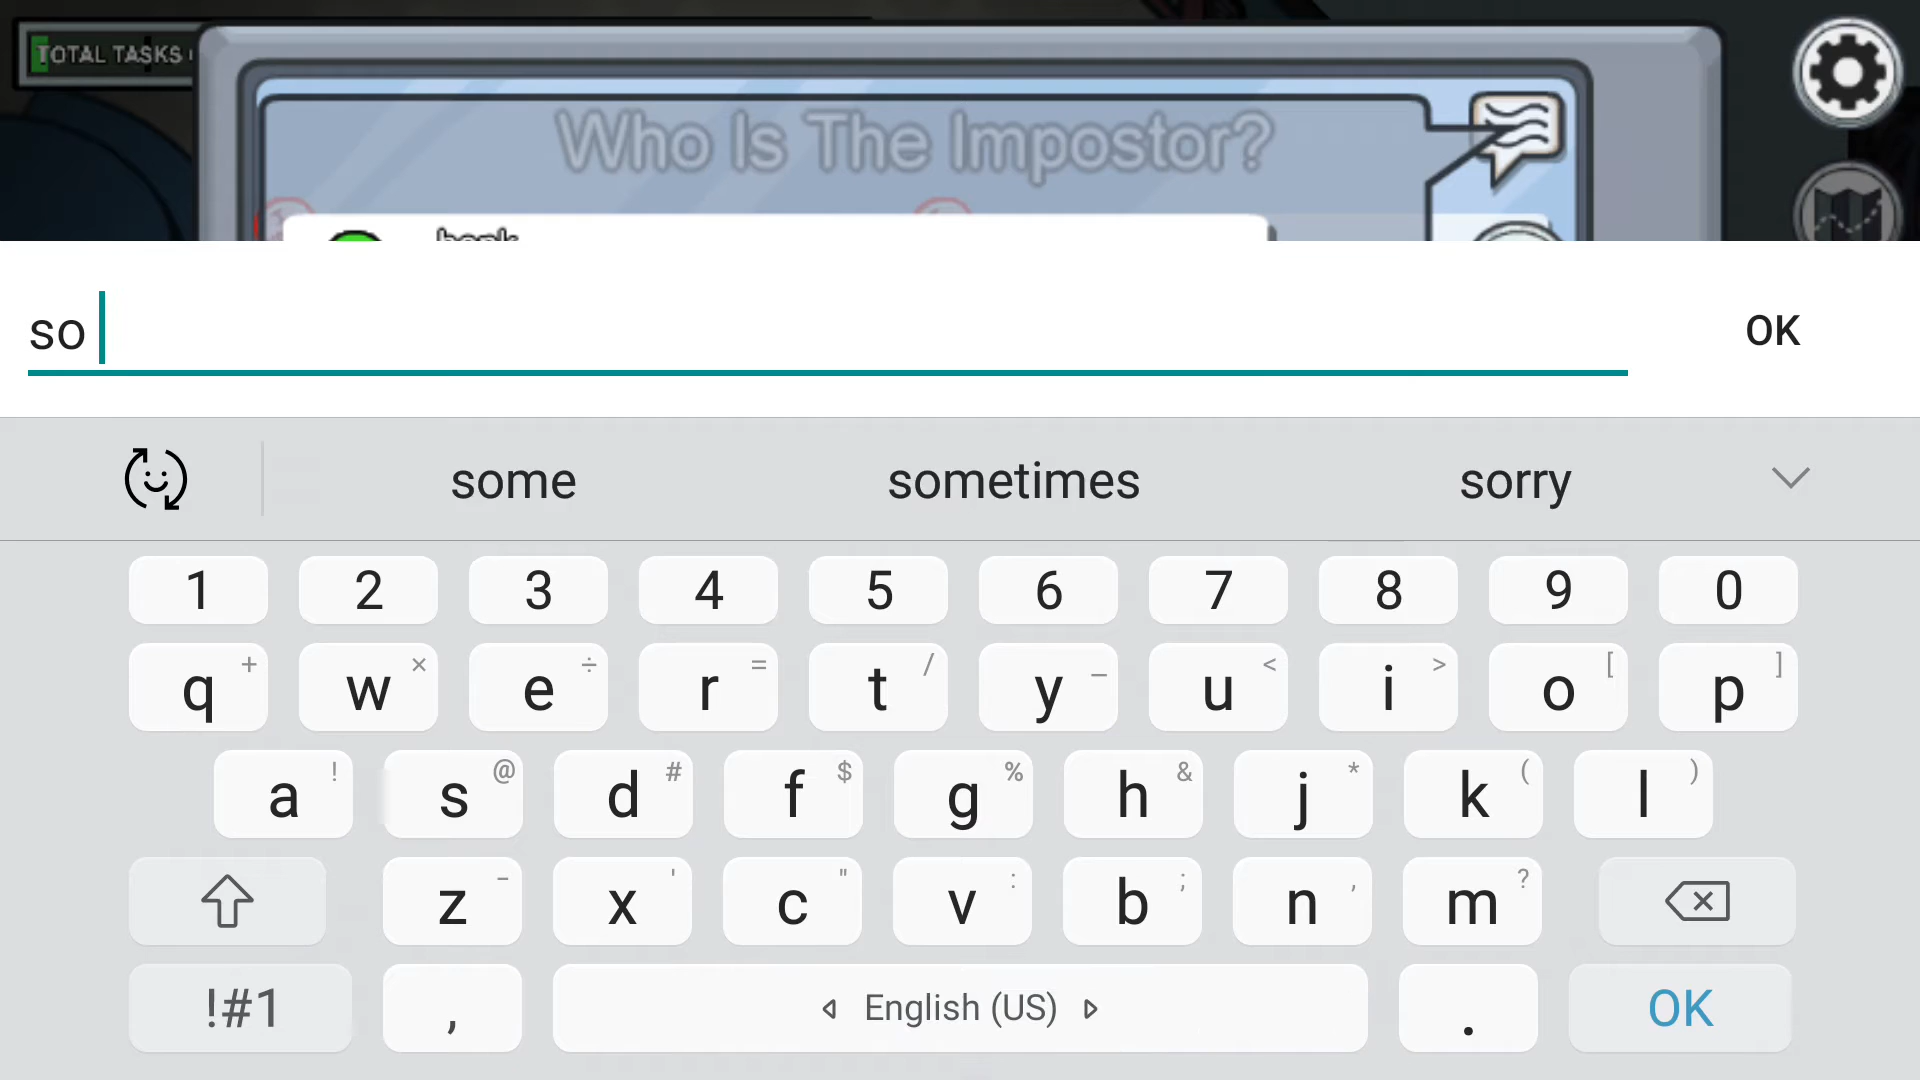 TOTAL TASKS
Who Is The Impostor?
so
OK
some sometimes sorry
1 2 3 4 5 6 7 8 9 0
q + w × e ÷ r = t / y _ u < i > o [ p ]
a ! s @ d # f $ g % h & j * k ( l )
z - x ' c " v : b ; n , m ?
!#1 , English (US) . OK